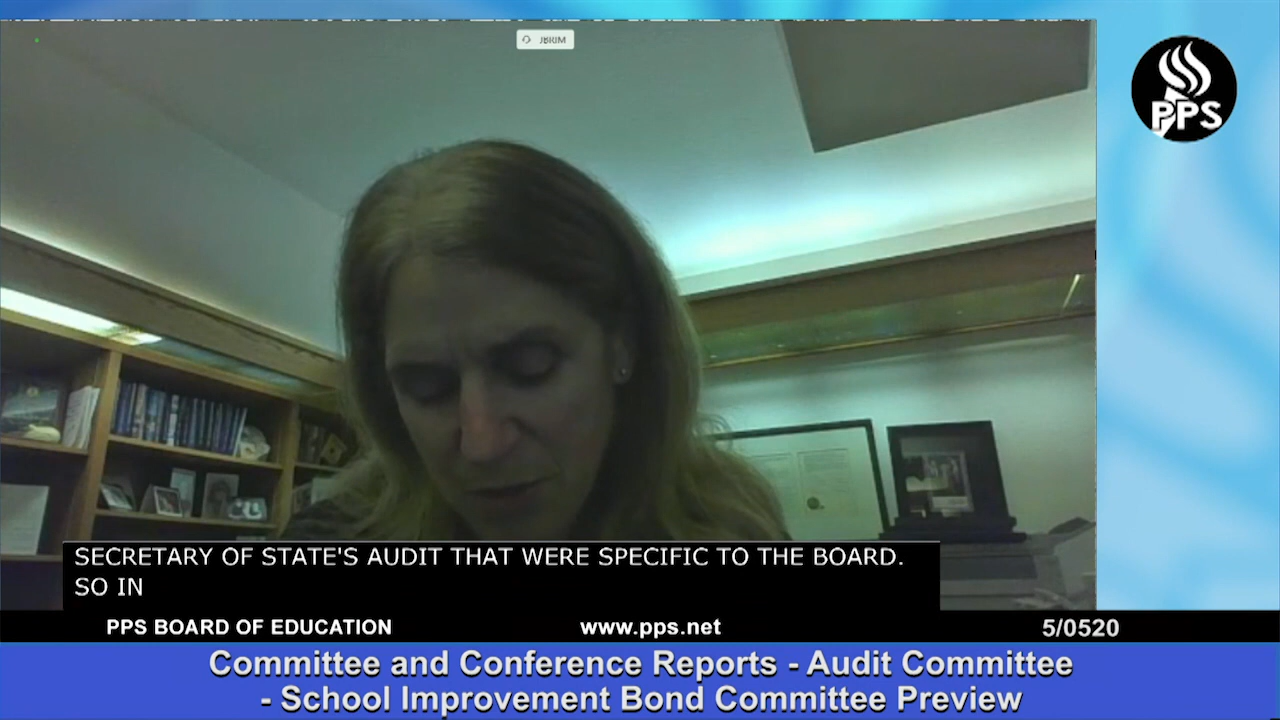 PPS
SECRETARY OF STATE'S AUDIT THAT WERE SPECIFIC TO THE BOARD.
SO IN
PPS BOARD OF EDUCATION
www.pps.net
5/0520
Committee and Conference Reports - Audit Committee
- School Improvement Bond Committee Preview